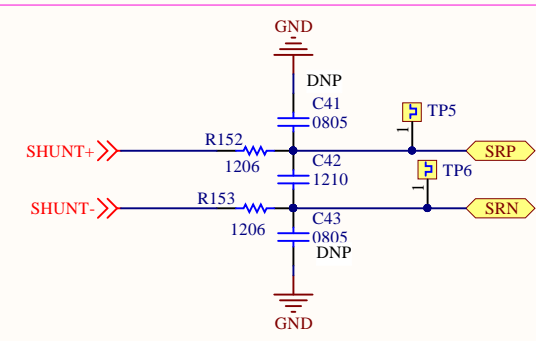 GND
DNP
C41
0805
TP5
1
R152
SHUNT+
1206
SRP
C42
1210
TP6
1
R153
SHUNT-
1206
SRN
C43
0805
DNP
GND